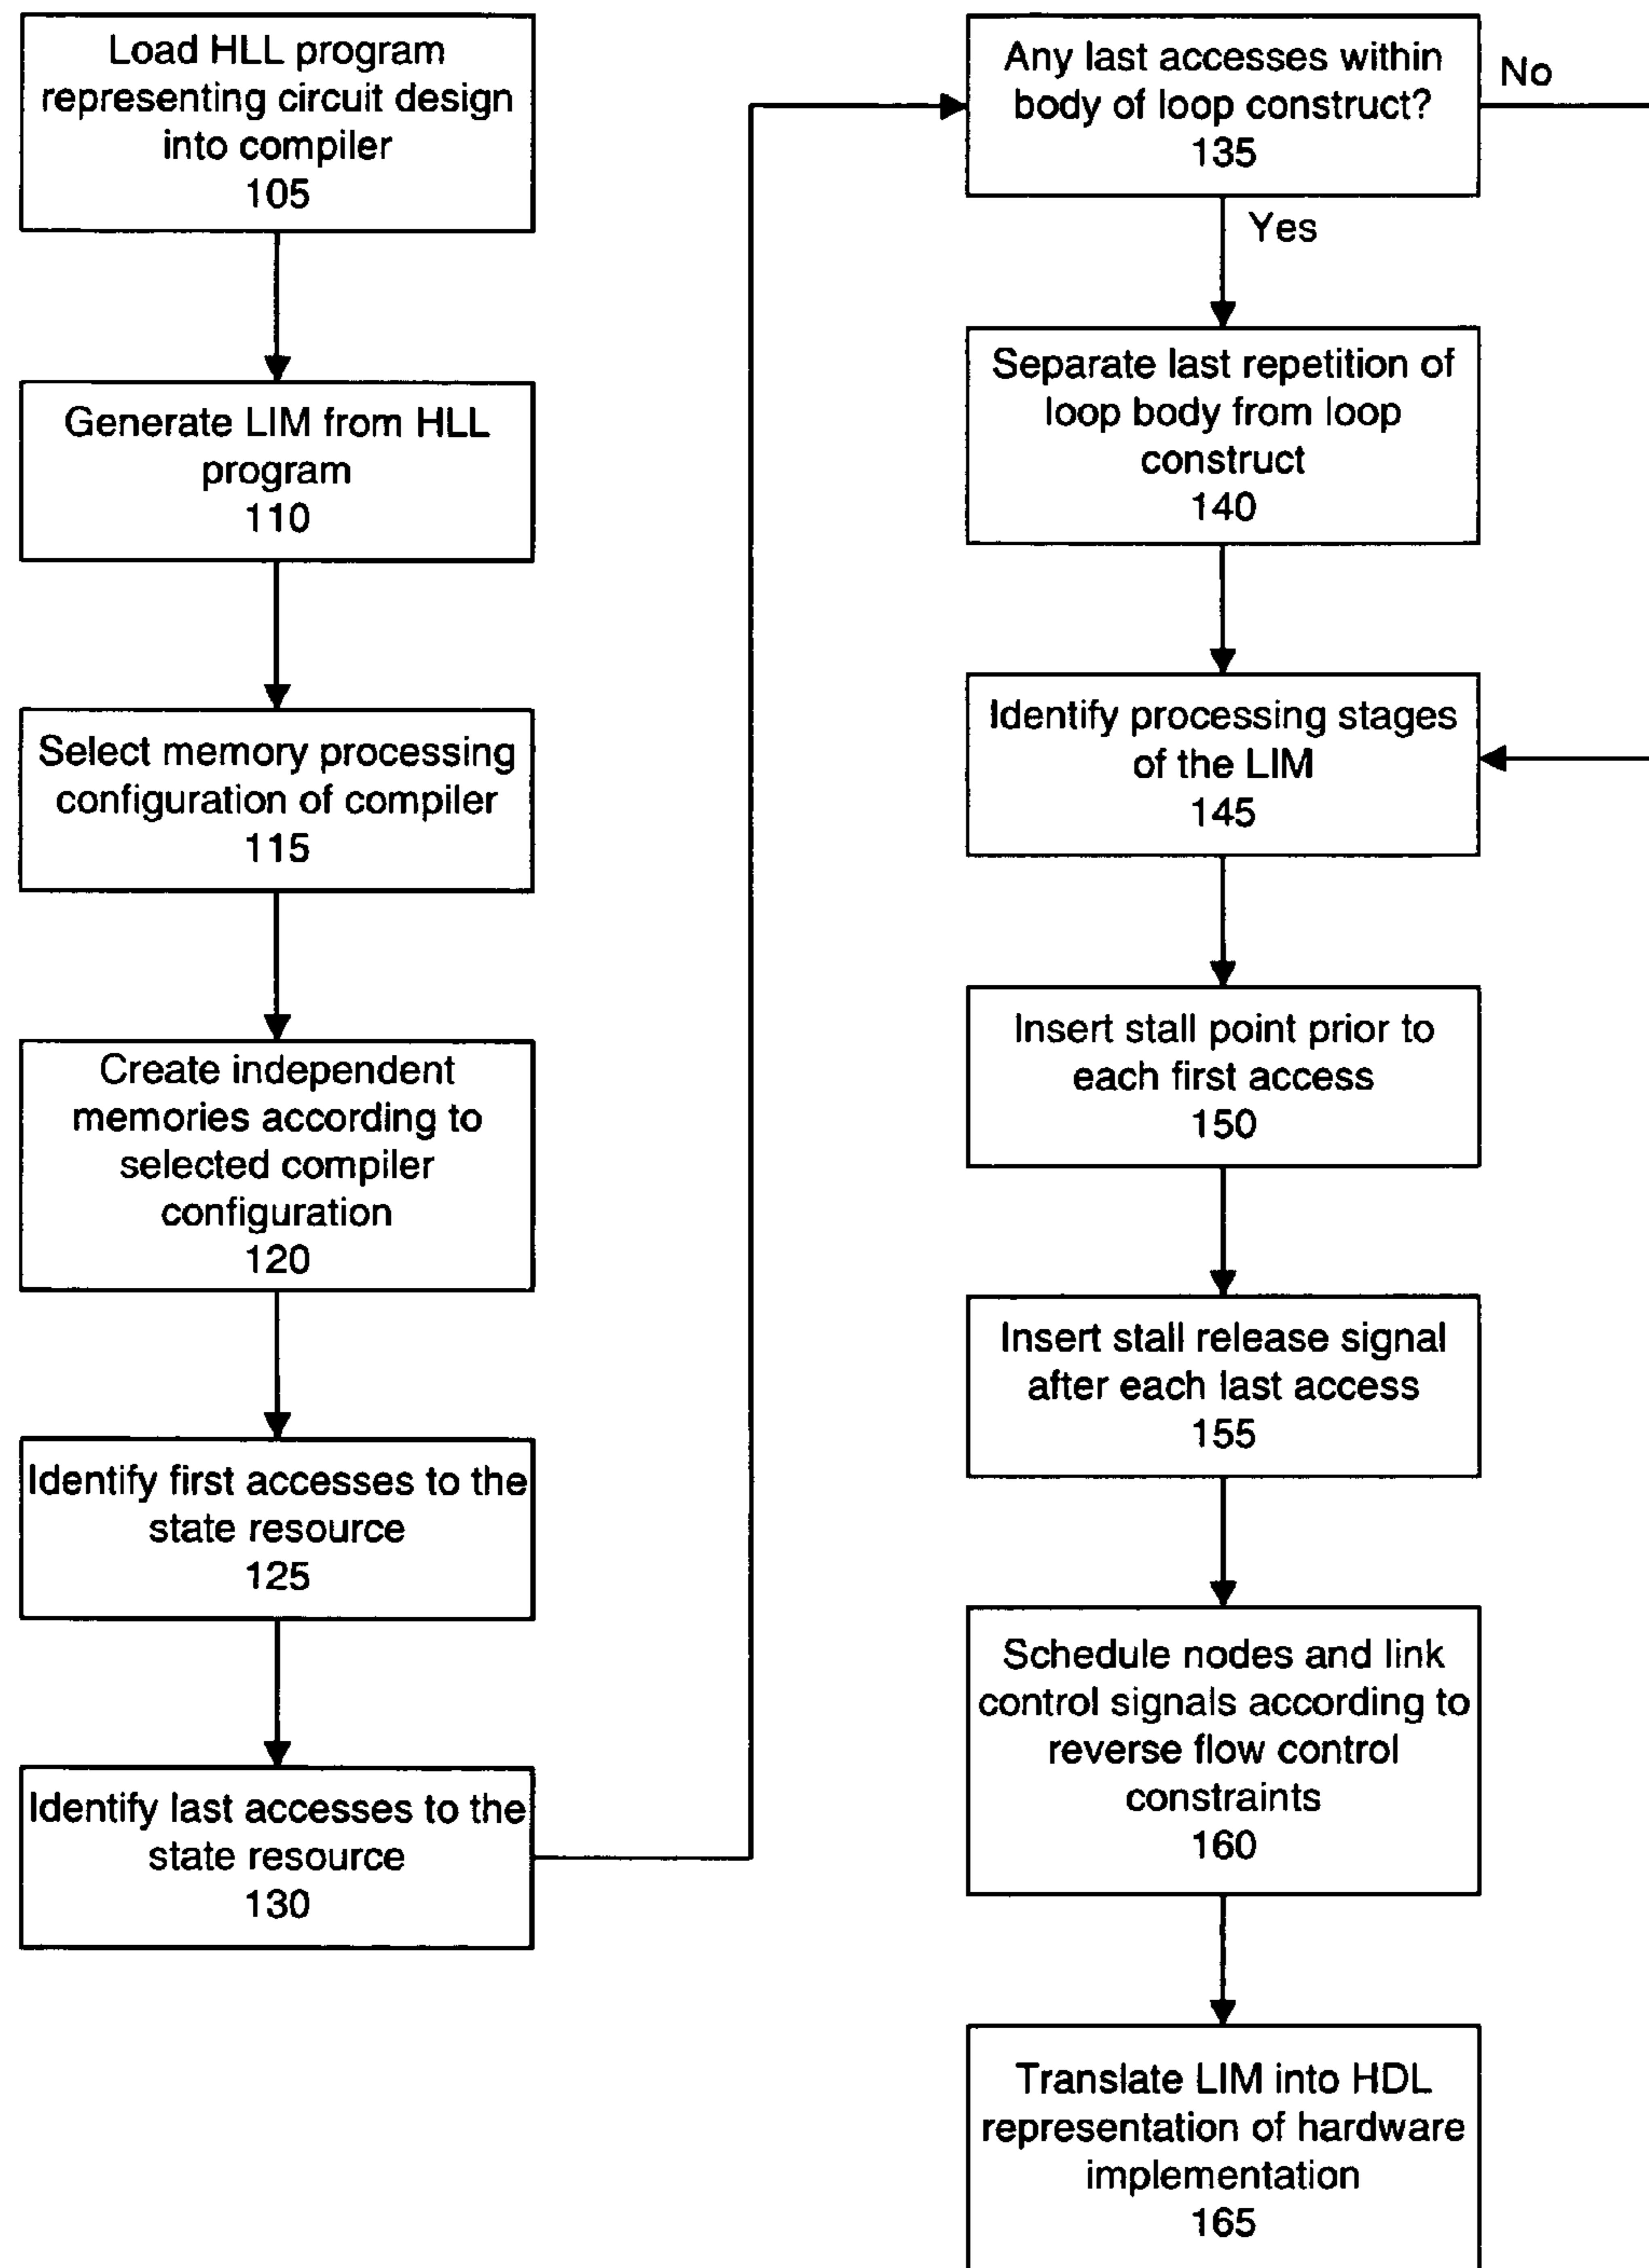 Load HLL program
representing circuit design
into compiler
105
Generate LIM from HLL
program
110
Select memory processing
configuration of compiler
115
Create independent
memories according to
selected compiler
configuration
120
Identify first accesses to the
state resource
125
Identify last accesses to the
state resource
130
Any last accesses within
body of loop construct?
135
No
Yes
Separate last repetition of
loop body from loop
construct
140
Identify processing stages
of the LIM
145
Insert stall point prior to
each first access
150
Insert stall release signal
after each last access
155
Schedule nodes and link
control signals according to
reverse flow control
constraints
160
Translate LIM into HDL
representation of hardware
implementation
165